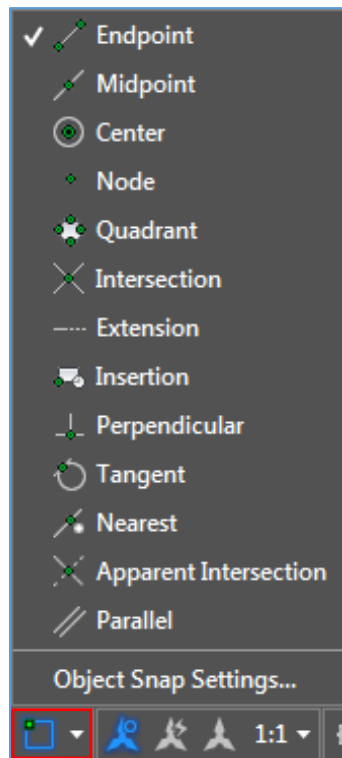 Endpoint
Midpoint
Center
Node
Quadrant
Intersection
Extension
Insertion
Perpendicular
Tangent
Nearest
Apparent Intersection
Parallel
Object Snap Settings...
1:1